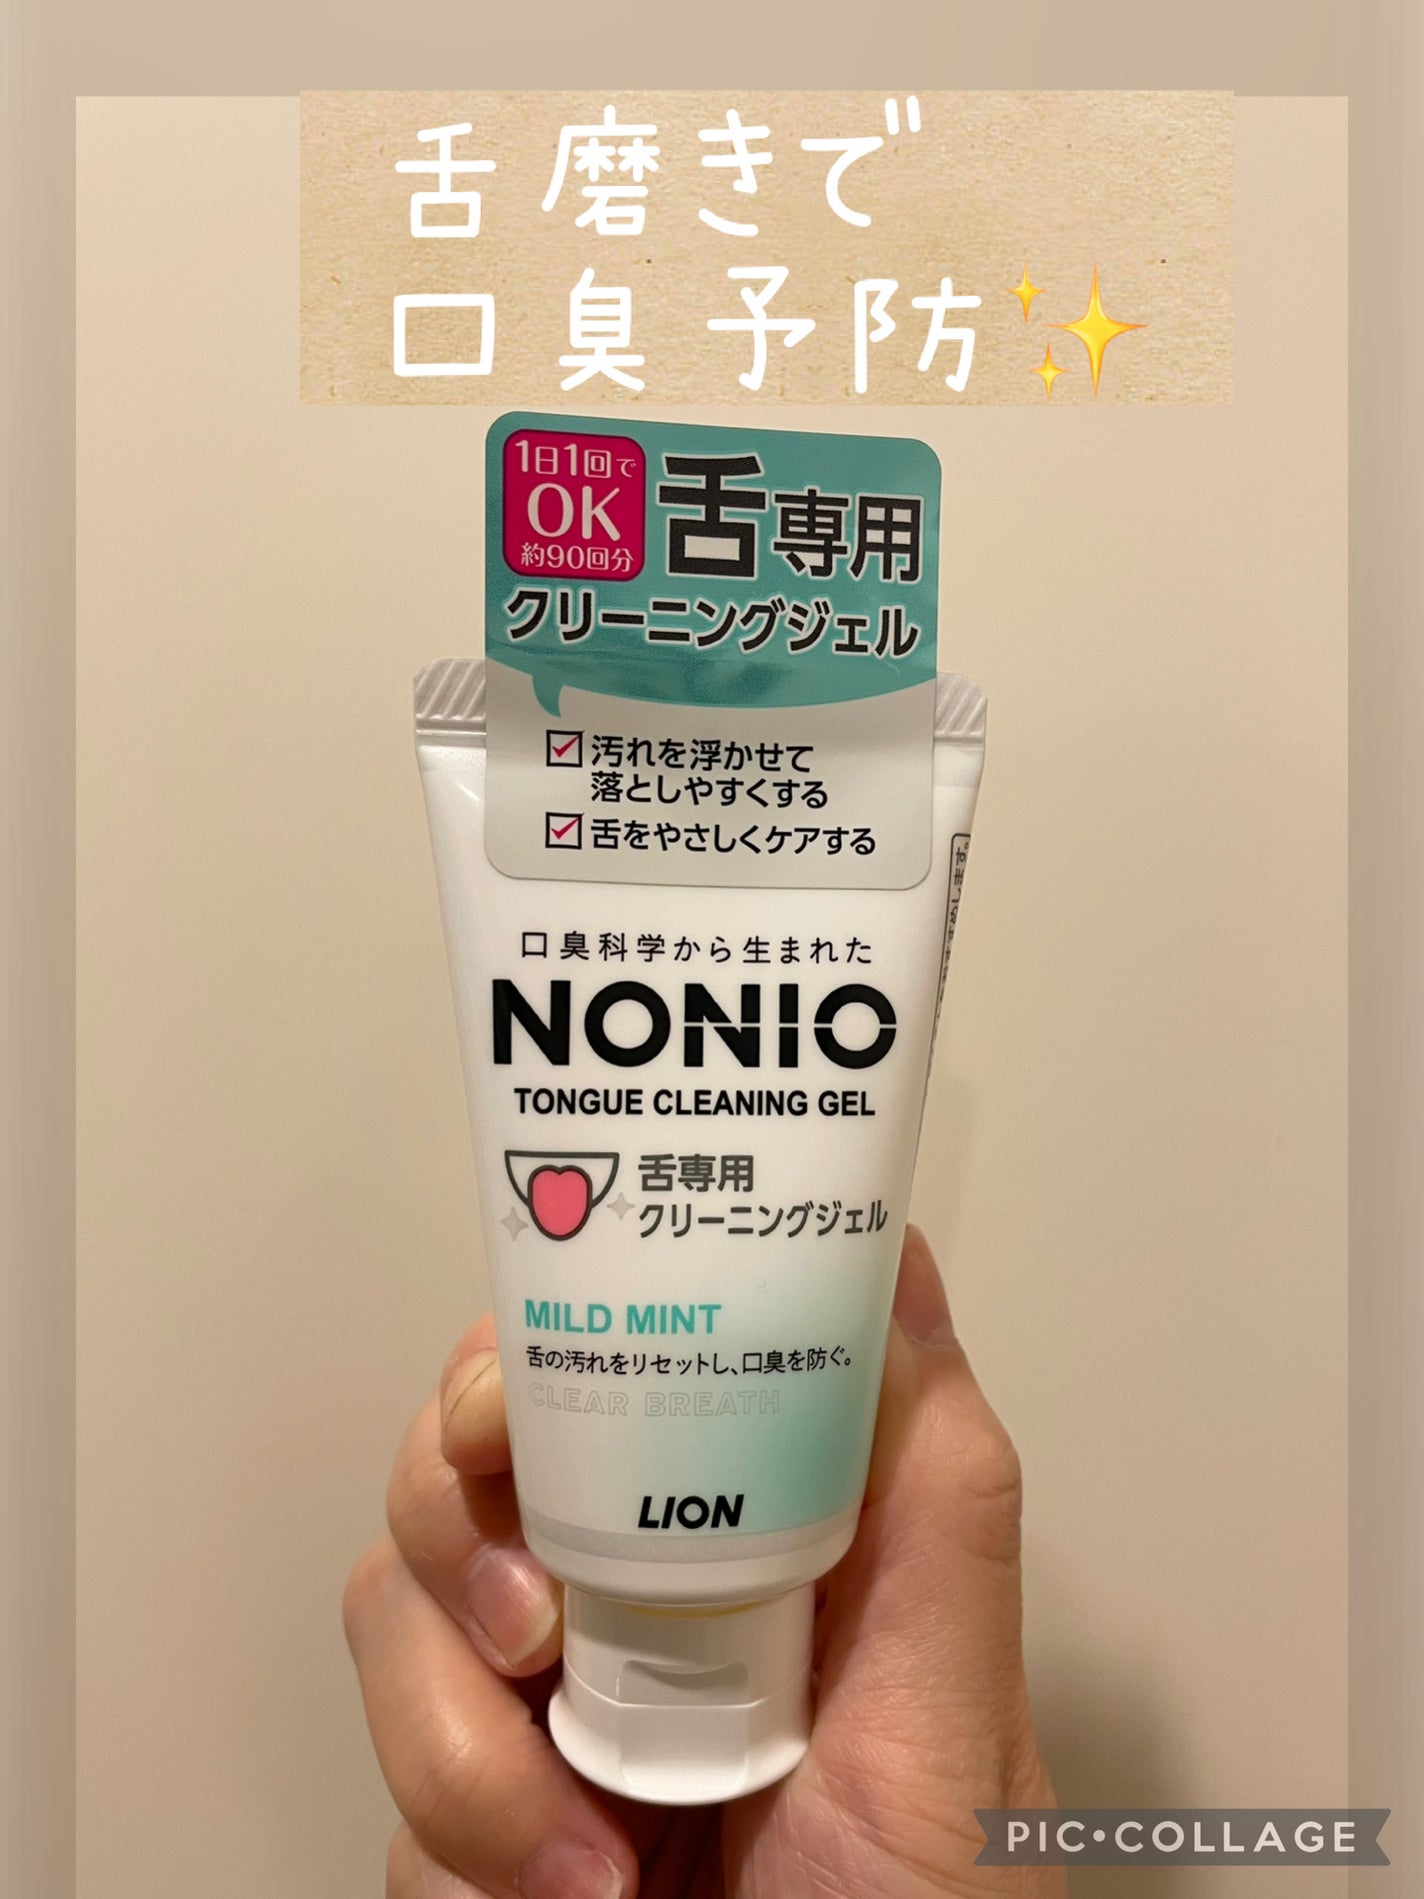 舌磨きで
口臭予防✨
1日1回で
OK
約90回分
舌専用
クリーニングジェル
汚れを浮かせて
落としやすくする
舌をやさしくケアする
口臭科学から生まれた
NONIO
TONGUE CLEANING GEL
舌専用
クリーニングジェル
MILD MINT
舌の汚れをリセットし、口臭を防ぐ。
CLEAR BREATH
LION
PIC•COLLAGE